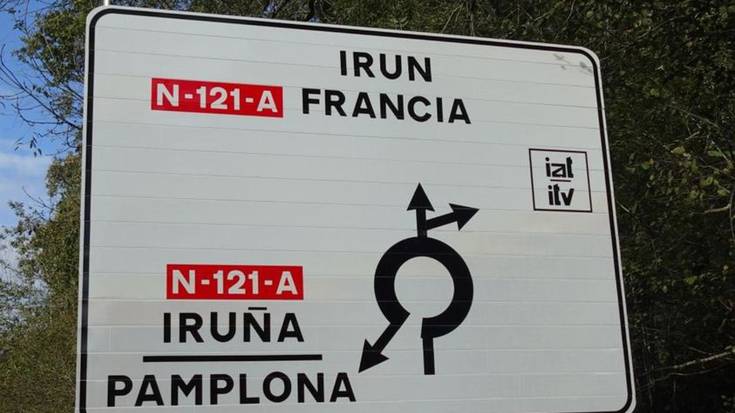 IRUN
N-121-A FRANCIA
iat
itv
N-121-A
IRUÑA
PAMPLONA